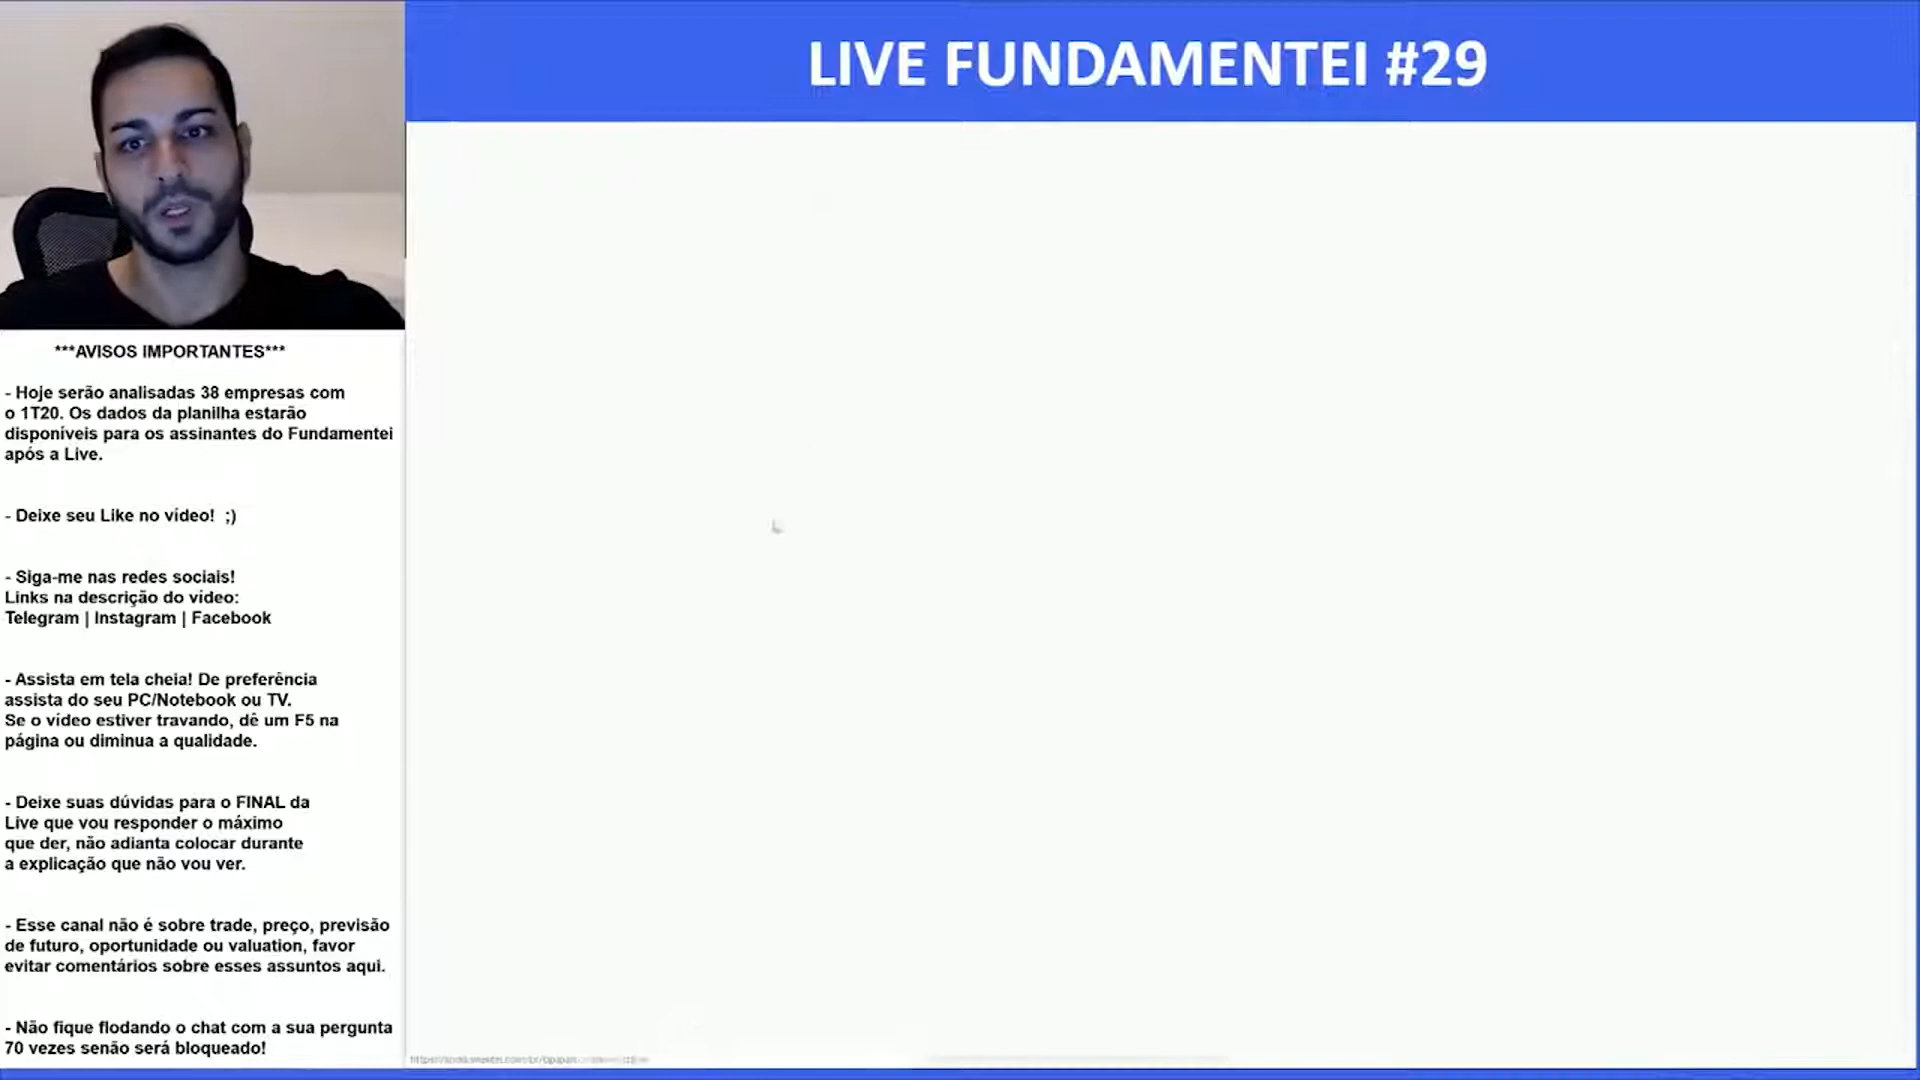 LIVE FUNDAMENTEI #29
***AVISOS IMPORTANTES***
- Hoje serão analisadas 38 empresas com
o 1T20. Os dados da planilha estarão
disponíveis para os assinantes do Fundamentei
após a Live.
- Deixe seu Like no vídeo!  ;)
- Siga-me nas redes sociais!
Links na descrição do vídeo:
Telegram | Instagram | Facebook
- Assista em tela cheia! De preferência
assista do seu PC/Notebook ou TV.
Se o vídeo estiver travando, dê um F5 na
página ou diminua a qualidade.
- Deixe suas dúvidas para o FINAL da
Live que vou responder o máximo
que der, não adianta colocar durante
a explicação que não vou ver.
- Esse canal não é sobre trade, preço, previsão
de futuro, oportunidade ou valuation, favor
evitar comentários sobre esses assuntos aqui.
- Não fique flodando o chat com a sua pergunta
70 vezes senão será bloqueado!